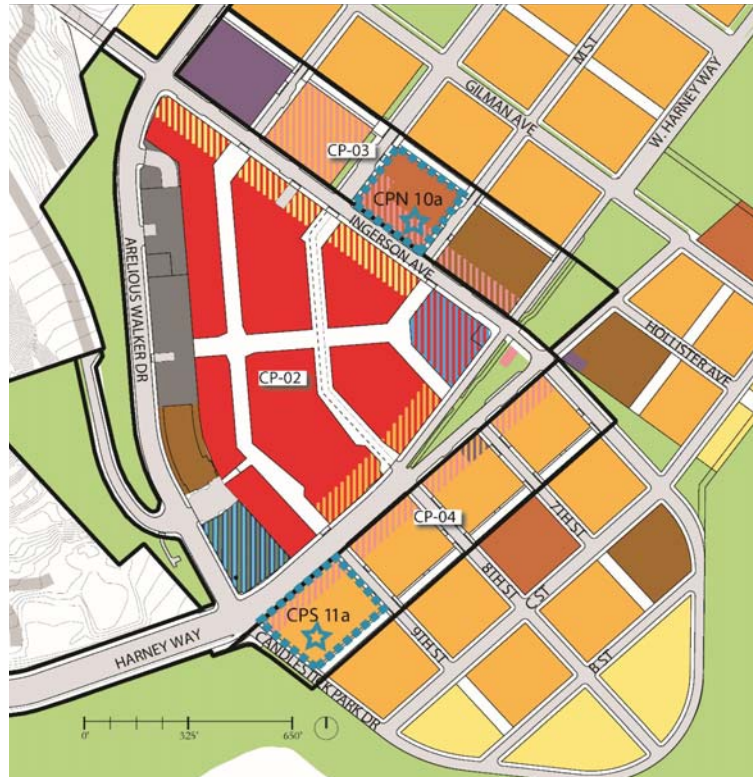 M ST
W. HARNEY WAY
GILMAN AVE
CP-03
CPN 10a
INGERSON AVE
ARELIOUS WALKER DR
HOLLISTER AVE
CP-02
CP-04
7TH ST
8TH ST
C ST
CPS 11a
9TH ST
B ST
HARNEY WAY
CANDLESTICK PARK DR
0'
325'
650'